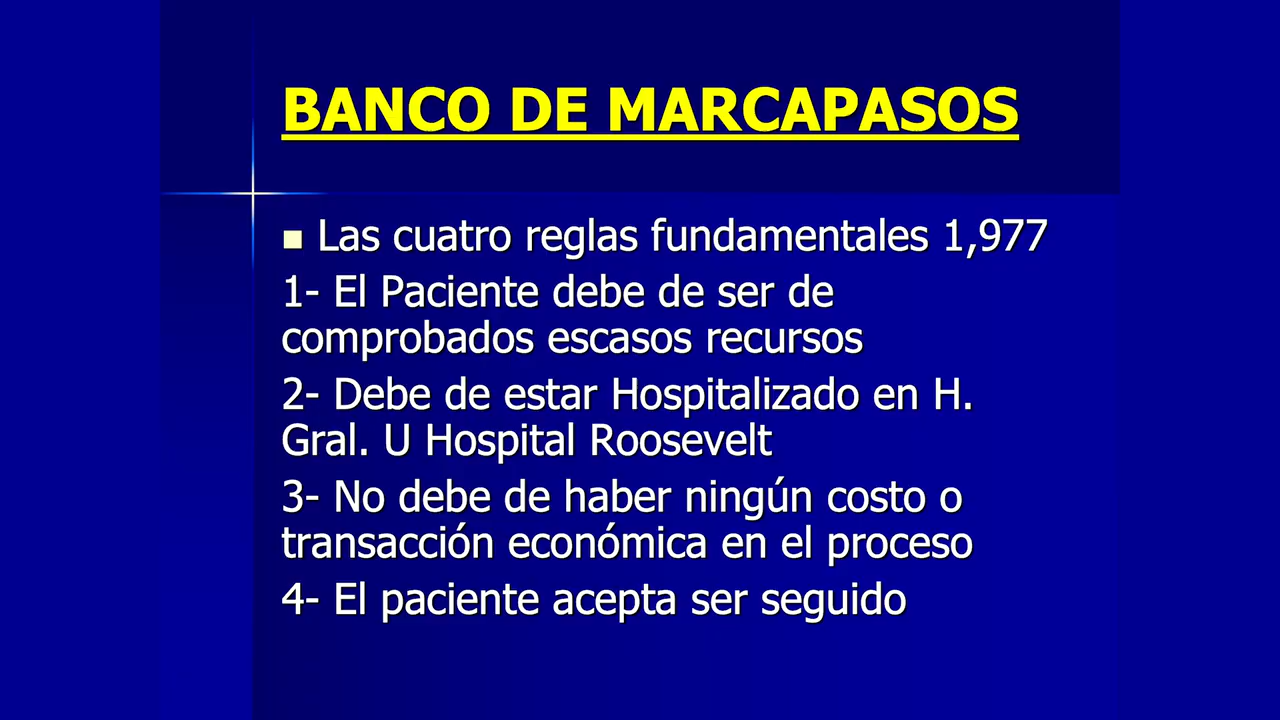 BANCO DE MARCAPASOS
Las cuatro reglas fundamentales 1,977
1- El Paciente debe de ser de
comprobados escasos recursos
2- Debe de estar Hospitalizado en H.
Gral. U Hospital Roosevelt
3- No debe de haber ningún costo o
transacción económica en el proceso
4- El paciente acepta ser seguido